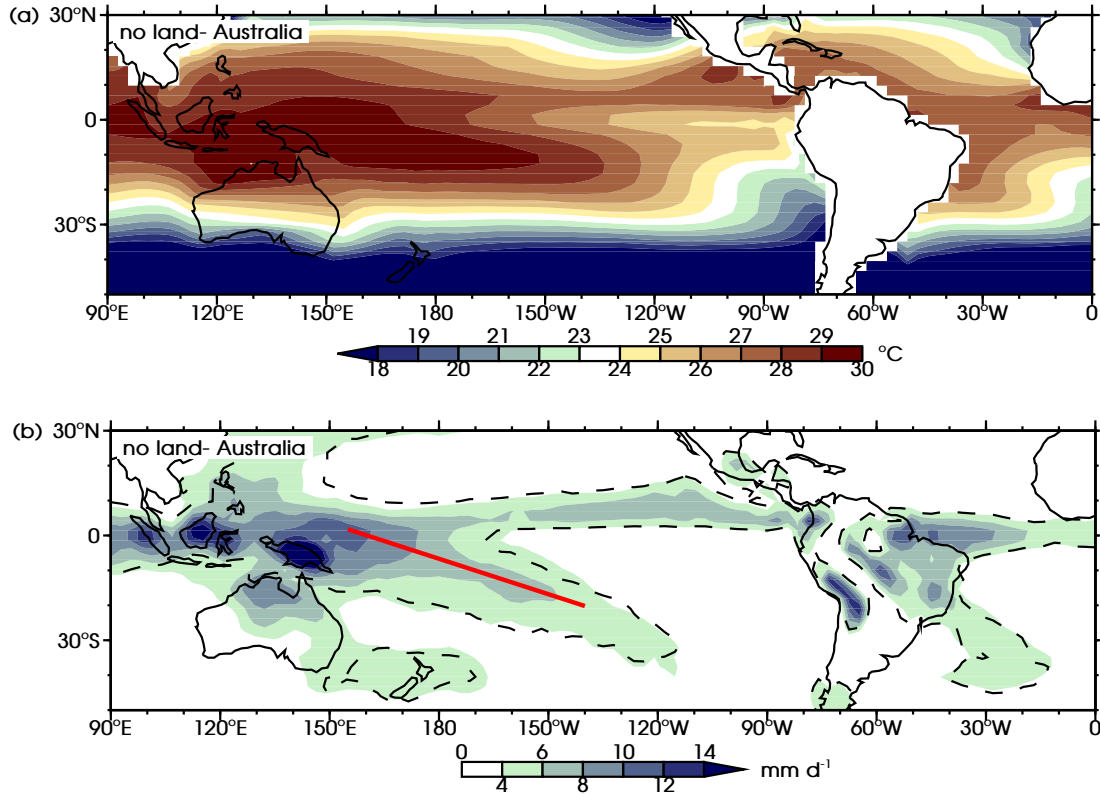 (a)
30°N
no land- Australia
0
30°S
90°E 120°E 150°E 180° 150°W 120°W 90°W 60°W 30°W 0
19 21 23 25 27 29
18 20 22 24 26 28 30
°C
(b)
30°N
no land- Australia
0
30°S
90°E 120°E 150°E 180° 150°W 120°W 90°W 60°W 30°W 0
0 6 10 14
4 8 12
mm d⁻¹